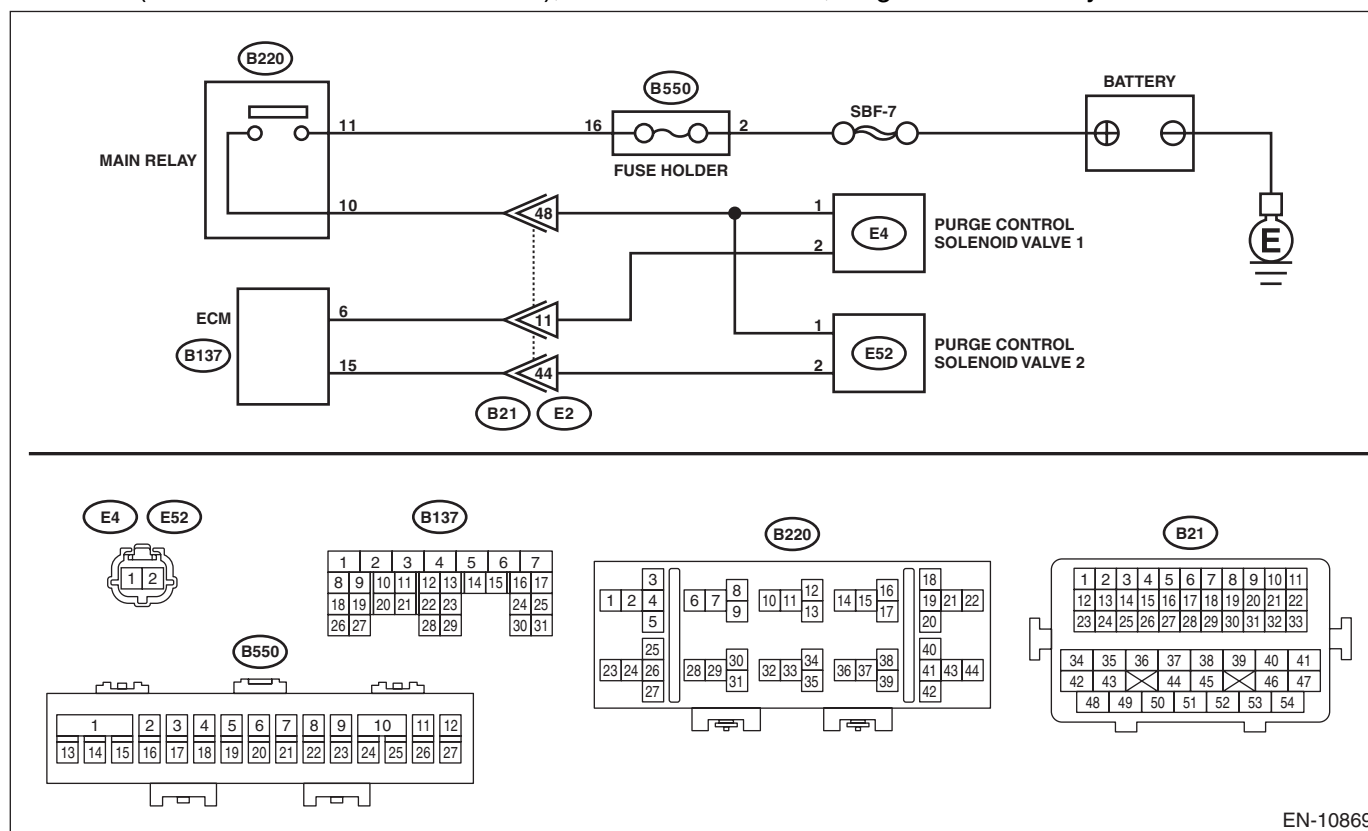 B220
B550
BATTERY
SBF-7
11
16
2
MAIN RELAY
FUSE HOLDER
10
48
1
E4
PURGE CONTROL
SOLENOID VALVE 1
2
E
ECM
6
11
B137
1
E52
PURGE CONTROL
SOLENOID VALVE 2
15
44
2
B21 E2
E4 E52
1 2
B137
1 2 3 4 5 6 7
8 9 10 11 12 13 14 15 16 17
18 19 20 21 22 23 24 25
26 27 28 29 30 31
B220
3 8 12 16 18
1 2 4 6 7 10 11 14 15 19 21 22
9 13 17
5 20
25 30 34 38 40
23 24 26 28 29 32 33 36 37 41 43 44
31 35 39
27 42
B21
1 2 3 4 5 6 7 8 9 10 11
12 13 14 15 16 17 18 19 20 21 22
23 24 25 26 27 28 29 30 31 32 33
34 35 36 37 38 39 40 41
42 43 44 45 46 47
48 49 50 51 52 53 54
B550
1 2 3 4 5 6 7 8 9 10 11 12
13 14 15 16 17 18 19 20 21 22 23 24 25 26 27
EN-10869